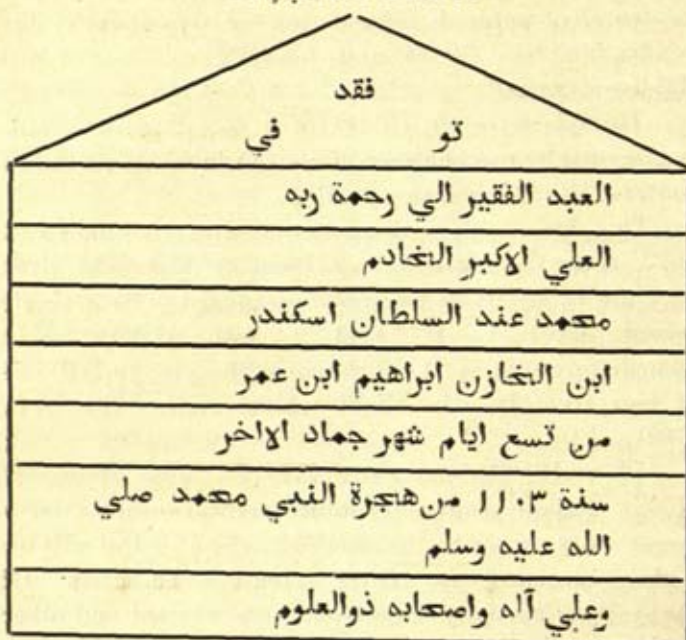 فقد
تو في
العبد الفقير الي رحمة ربه
العلي الاكبر الخادم
محمد عند السلطان اسكندر
ابن الخازن ابراهيم ابن عمر
من تسع ايام شهر جماد الاخر
سنة ١١٠٣ من هجرة النبي محمد صلي
الله عليه وسلم
وعلي آاه واصحابه ذوالعلوم